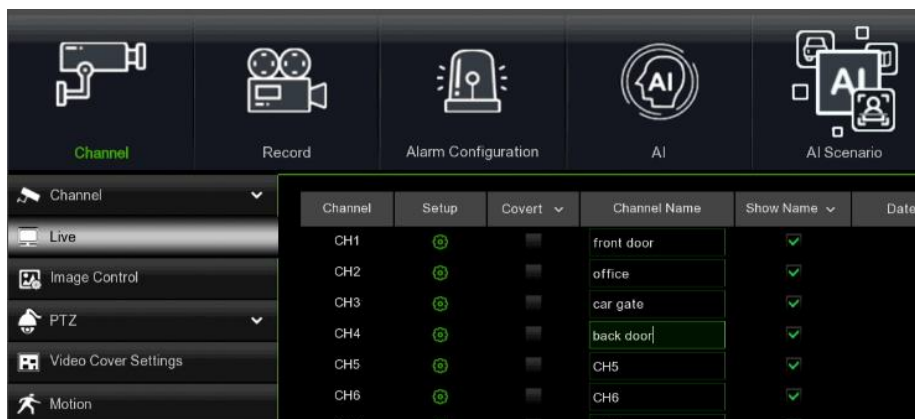 AI AI
Channel Record Alarm Configuration AI AI Scenario
Channel
Live
Image Control
PTZ
Video Cover Settings
Motion
Channel Setup Covert Channel Name Show Name Date
CH1 front door
CH2 office
CH3 car gate
CH4 back door
CH5 CH5
CH6 CH6